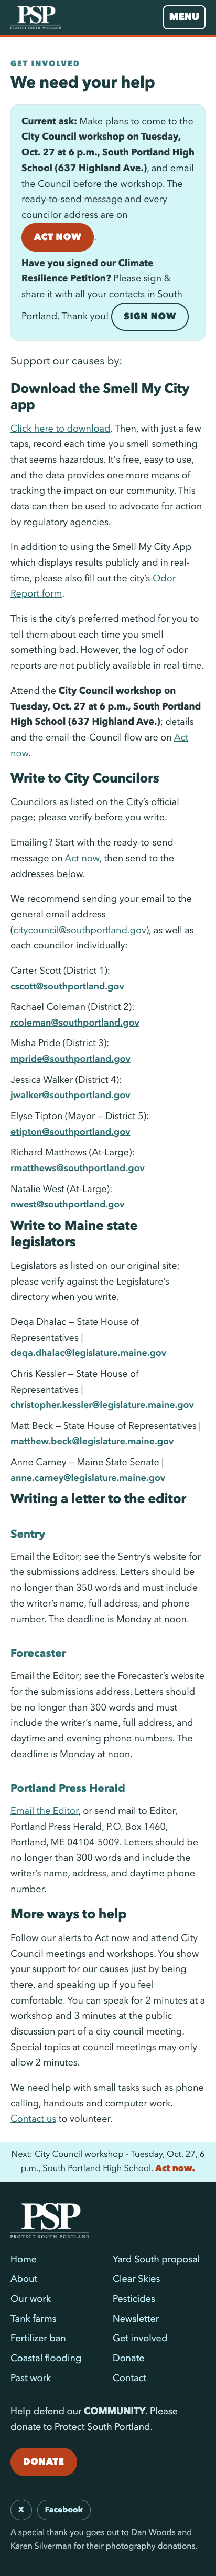 PSP
PROTECT SOUTH PORTLAND
MENU
GET INVOLVED
We need your help
Current ask: Make plans to come to the
City Council workshop on Tuesday,
Oct. 27 at 6 p.m., South Portland High
School (637 Highland Ave.), and email
the Council before the workshop. The
ready-to-send message and every
councilor address are on
ACT NOW.
Have you signed our Climate
Resilience Petition? Please sign &
share it with all your contacts in South
Portland. Thank you! SIGN NOW
Support our causes by:
Download the Smell My City
app
Click here to download. Then, with just a few
taps, record each time you smell something
that seems hazardous. It's free, easy to use,
and the data provides one more means of
tracking the impact on our community. This
data can then be used to advocate for action
by regulatory agencies.
In addition to using the Smell My City App
which displays results publicly and in real-
time, please also fill out the city's Odor
Report form.
This is the city's preferred method for you to
tell them about each time you smell
something bad. However, the log of odor
reports are not publicly available in real-time.
Attend the City Council workshop on
Tuesday, Oct. 27 at 6 p.m., South Portland
High School (637 Highland Ave.); details
and the email-the-Council flow are on Act
now.
Write to City Councilors
Councilors as listed on the City's official
page; please verify before you write.
Emailing? Start with the ready-to-send
message on Act now, then send to the
addresses below.
We recommend sending your email to the
general email address
(citycouncil@southportland.gov), as well as
each councilor individually:
Carter Scott (District 1):
cscott@southportland.gov
Rachael Coleman (District 2):
rcoleman@southportland.gov
Misha Pride (District 3):
mpride@southportland.gov
Jessica Walker (District 4):
jwalker@southportland.gov
Elyse Tipton (Mayor – District 5):
etipton@southportland.gov
Richard Matthews (At-Large):
rmatthews@southportland.gov
Natalie West (At-Large):
nwest@southportland.gov
Write to Maine state
legislators
Legislators as listed on our original site;
please verify against the Legislature's
directory when you write.
Deqa Dhalac – State House of
Representatives |
deqa.dhalac@legislature.maine.gov
Chris Kessler – State House of
Representatives |
christopher.kessler@legislature.maine.gov
Matt Beck – State House of Representatives |
matthew.beck@legislature.maine.gov
Anne Carney – Maine State Senate |
anne.carney@legislature.maine.gov
Writing a letter to the editor
Sentry
Email the Editor; see the Sentry's website for
the submissions address. Letters should be
no longer than 350 words and must include
the writer's name, full address, and phone
number. The deadline is Monday at noon.
Forecaster
Email the Editor; see the Forecaster's website
for the submissions address. Letters should
be no longer than 300 words and must
include the writer's name, full address, and
daytime and evening phone numbers. The
deadline is Monday at noon.
Portland Press Herald
Email the Editor, or send mail to Editor,
Portland Press Herald, P.O. Box 1460,
Portland, ME 04104-5009. Letters should be
no longer than 300 words and include the
writer's name, address, and daytime phone
number.
More ways to help
Follow our alerts to Act now and attend City
Council meetings and workshops. You show
your support for our causes just by being
there, and speaking up if you feel
comfortable. You can speak for 2 minutes at a
workshop and 3 minutes at the public
discussion part of a city council meeting.
Special topics at council meetings may only
allow 2 minutes.
We need help with small tasks such as phone
calling, handouts and computer work.
Contact us to volunteer.
Next: City Council workshop - Tuesday, Oct. 27, 6
p.m., South Portland High School. Act now.
PSP
PROTECT SOUTH PORTLAND
Home
Yard South proposal
About
Clear Skies
Our work
Pesticides
Tank farms
Newsletter
Fertilizer ban
Get involved
Coastal flooding
Donate
Past work
Contact
Help defend our COMMUNITY. Please
donate to Protect South Portland.
DONATE
X
Facebook
A special thank you goes out to Dan Woods and
Karen Silverman for their photography donations.